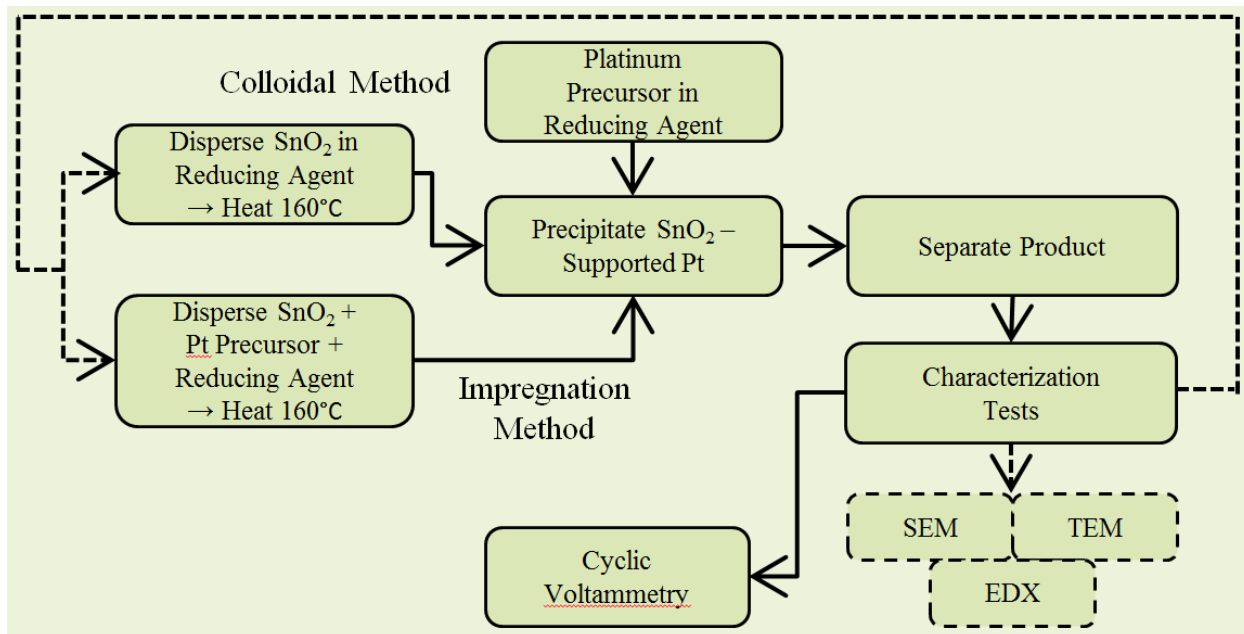 Colloidal Method
Platinum
Precursor in
Reducing Agent
Disperse SnO₂ in
Reducing Agent
→ Heat 160°C
Precipitate SnO₂ –
Supported Pt
Separate Product
Disperse SnO₂ +
Pt Precursor +
Reducing Agent
→ Heat 160°C
Impregnation
Method
Characterization
Tests
SEM
TEM
EDX
Cyclic
Voltammetry